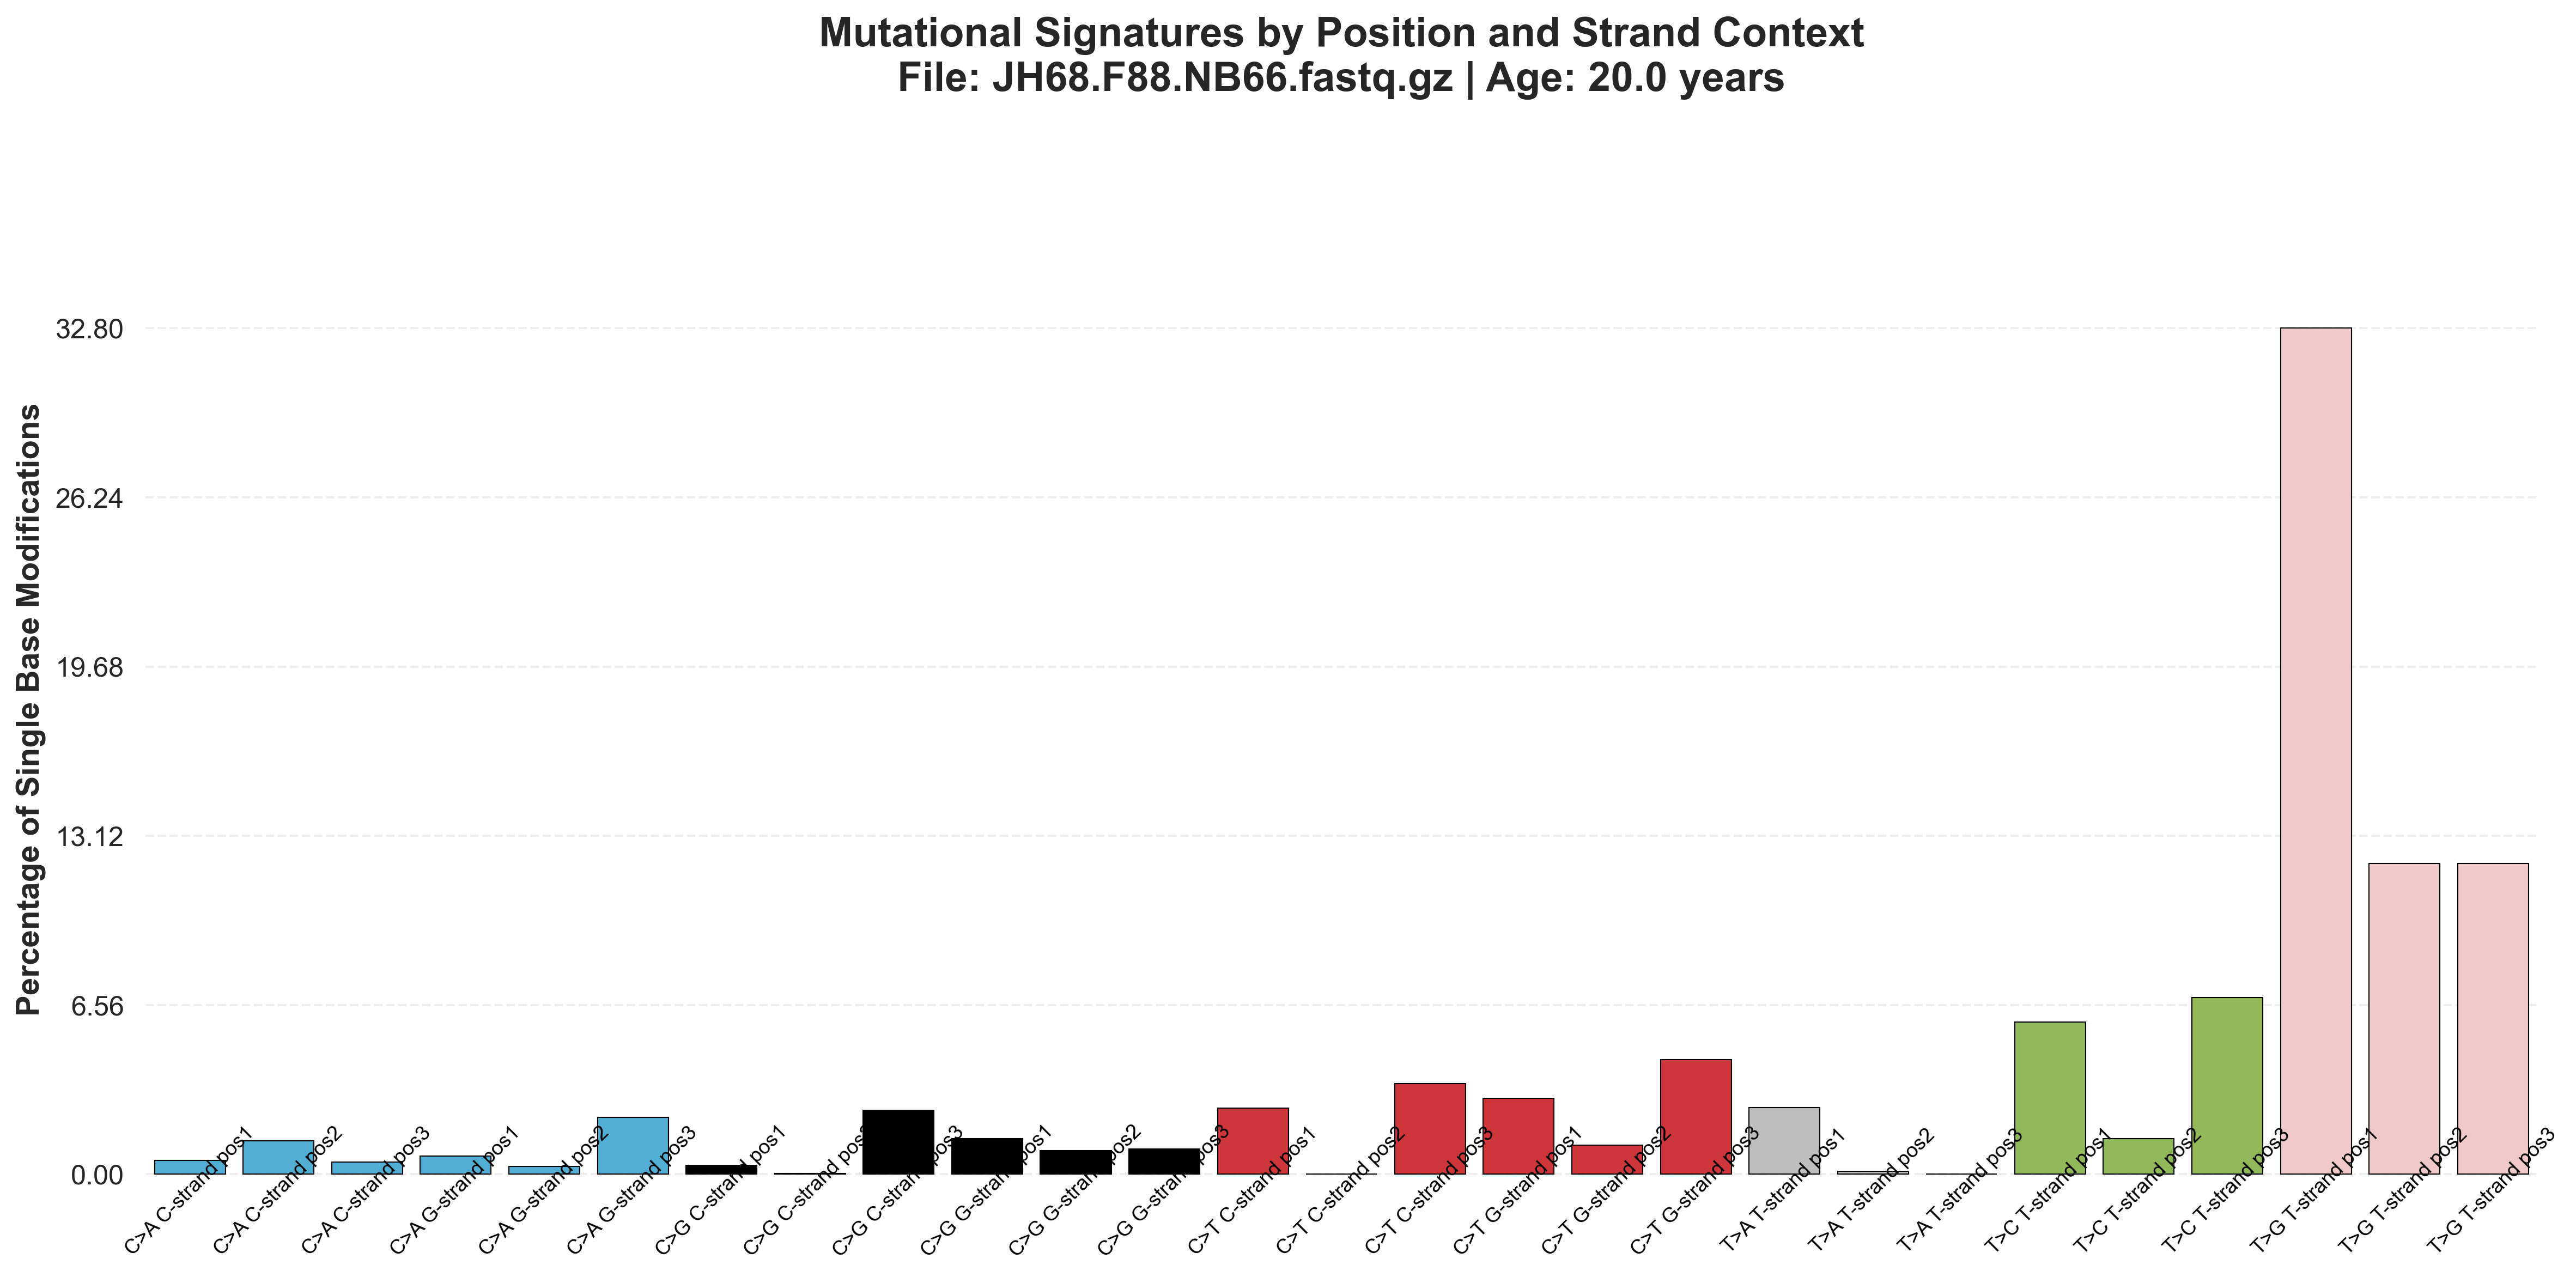 Mutational Signatures by Position and Strand Context
File: JH68.F88.NB66.fastq.gz | Age: 20.0 years
Percentage of Single Base Modifications
32.80
26.24
19.68
13.12
6.56
0.00
C>A C-strand pos1
C>A C-strand pos2
C>A C-strand pos3
C>A G-strand pos1
C>A G-strand pos2
C>A G-strand pos3
C>G C-strand pos1
C>G C-strand pos2
C>G C-strand pos3
C>G G-strand pos1
C>G G-strand pos2
C>G G-strand pos3
C>T C-strand pos1
C>T C-strand pos2
C>T C-strand pos3
C>T G-strand pos1
C>T G-strand pos2
C>T G-strand pos3
T>A T-strand pos1
T>A T-strand pos2
T>A T-strand pos3
T>C T-strand pos1
T>C T-strand pos2
T>C T-strand pos3
T>G T-strand pos1
T>G T-strand pos2
T>G T-strand pos3